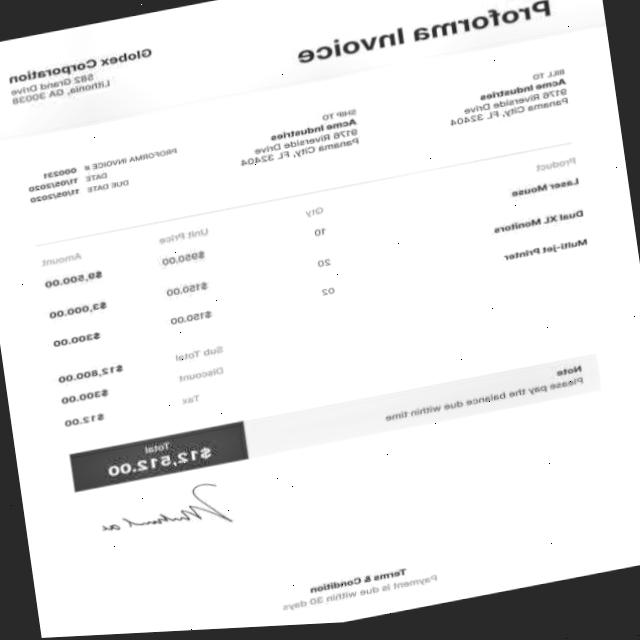 Proforma Invoice
Globex Corporation
582 Grand Drive
Lithonia, GA 30038
BILL TO
Acme Industries
9176 Riverside Drive
Panama City, FL 32404
SHIP TO
Acme Industries
9176 Riverside Drive
Panama City, FL 32404
PROFORMA INVOICE # 000231
DATE 11/05/2020
DUE DATE 11/05/2020
Product Qty Unit Price Amount
Laser Mouse 10 $950.00 $9,500.00
Dual XL Monitors 20 $150.00 $3,000.00
Multi-jet Printer 02 $150.00 $300.00
Sub Total $12,800.00
Discount $300.00
Tax $12.00
Note
Please pay the balance due within time
Total
$12,512.00
Terms & Condition
Payment is due within 30 days